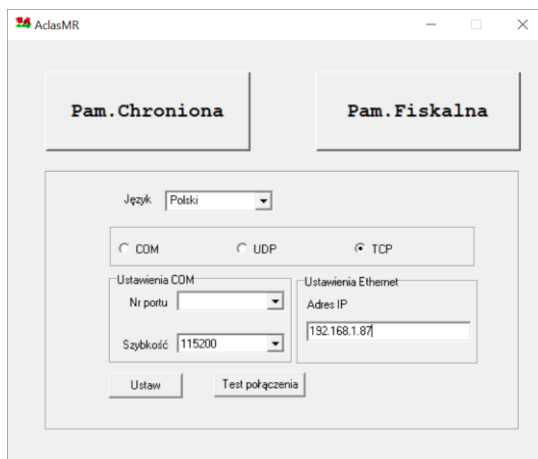 AclasMR
Pam.Chroniona Pam.Fiskalna
Język Polski
COM UDP TCP
Ustawienia COM
Nr portu
Szybkość 115200
Ustawienia Ethernet
Adres IP
192.168.1.87
Ustaw Test połączenia